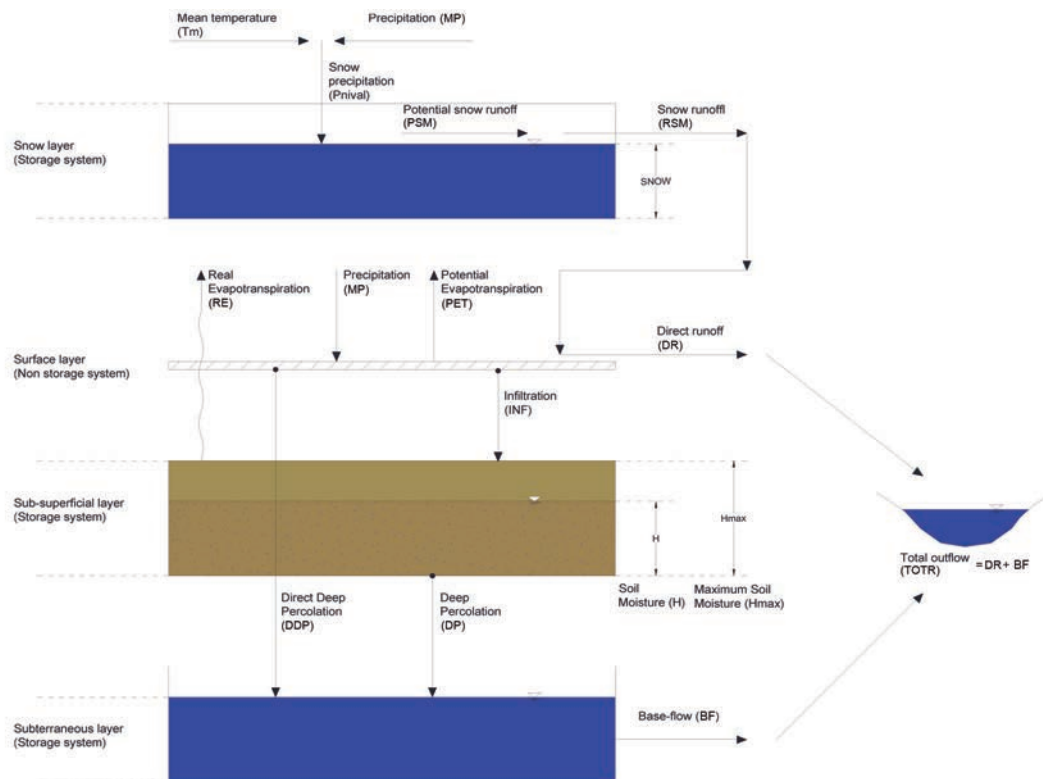 Mean temperature
(Tm)
Precipitation (MP)
Snow
precipitation
(Pnival)
Potential snow runoff
(PSM)
Snow runoffl
(RSM)
Snow layer
(Storage system)
SNOW
Real
Evapotranspiration
(RE)
Precipitation
(MP)
Potential
Evapotranspiration
(PET)
Direct runoff
(DR)
Surface layer
(Non storage system)
Infiltration
(INF)
Sub-superficial layer
(Storage system)
H
Hmax
Total outflow
(TOTR)
= DR + BF
Soil
Moisture (H)
Maximum Soil
Moisture (Hmax)
Direct Deep
Percolation
(DDP)
Deep
Percolation
(DP)
Subterraneous layer
(Storage system)
Base-flow (BF)